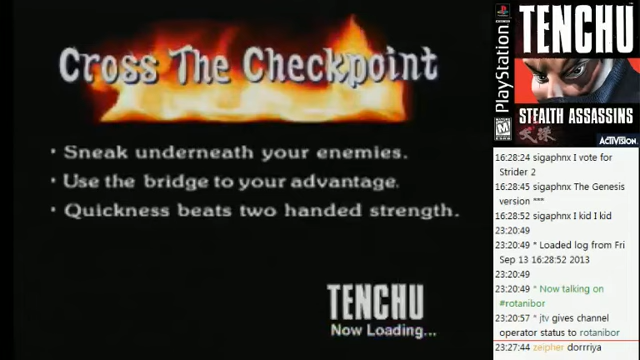 Cross The Checkpoint
· Sneak underneath your enemies.
· Use the bridge to your advantage.
· Quickness beats two handed strength.
TENCHU
Now Loading...
PlayStation
TENCHU
STEALTH ASSASSINS
ACTIVISION
16:28:24 sigaphnx I vote for
Strider 2
16:28:45 sigaphnx The Genesis
version ***
16:28:52 sigaphnx I kid I kid
23:20:49
23:20:49 * Loaded log from Fri
Sep 13 16:28:52 2013
23:20:49
23:20:49 * Now talking on
#rotanibor
23:20:57 * jtv gives channel
operator status to rotanibor
23:27:44 zeipher dorrriya